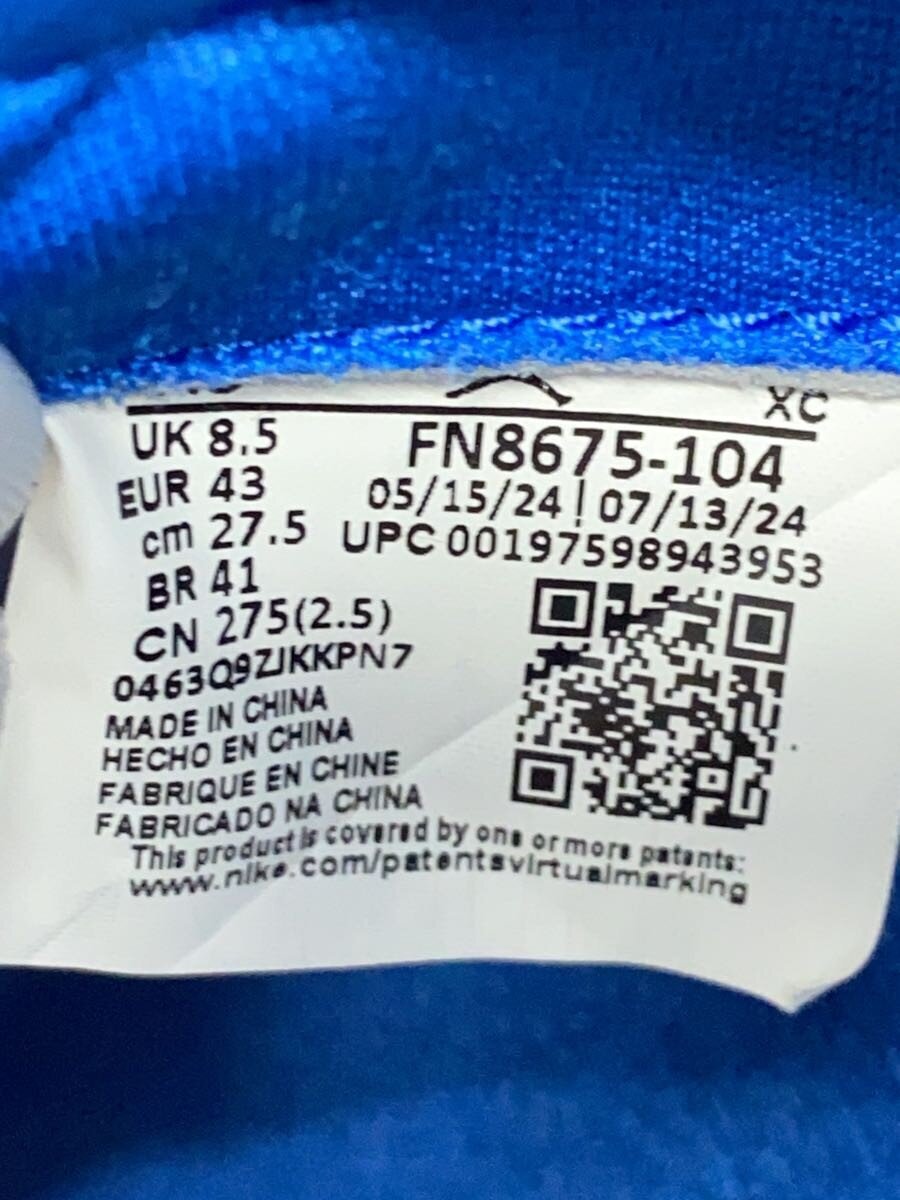 XC
UK 8.5
EUR 43
cm 27.5
BR 41
CN 275(2.5)
0463Q9ZJKKPN7
MADE IN CHINA
HECHO EN CHINA
FABRIQUE EN CHINE
FABRICADO NA CHINA
FN8675-104
05/15/24 | 07/13/24
UPC 00197598943953
This product is covered by one or more patents:
www.nike.com/patentsvirtualmarking